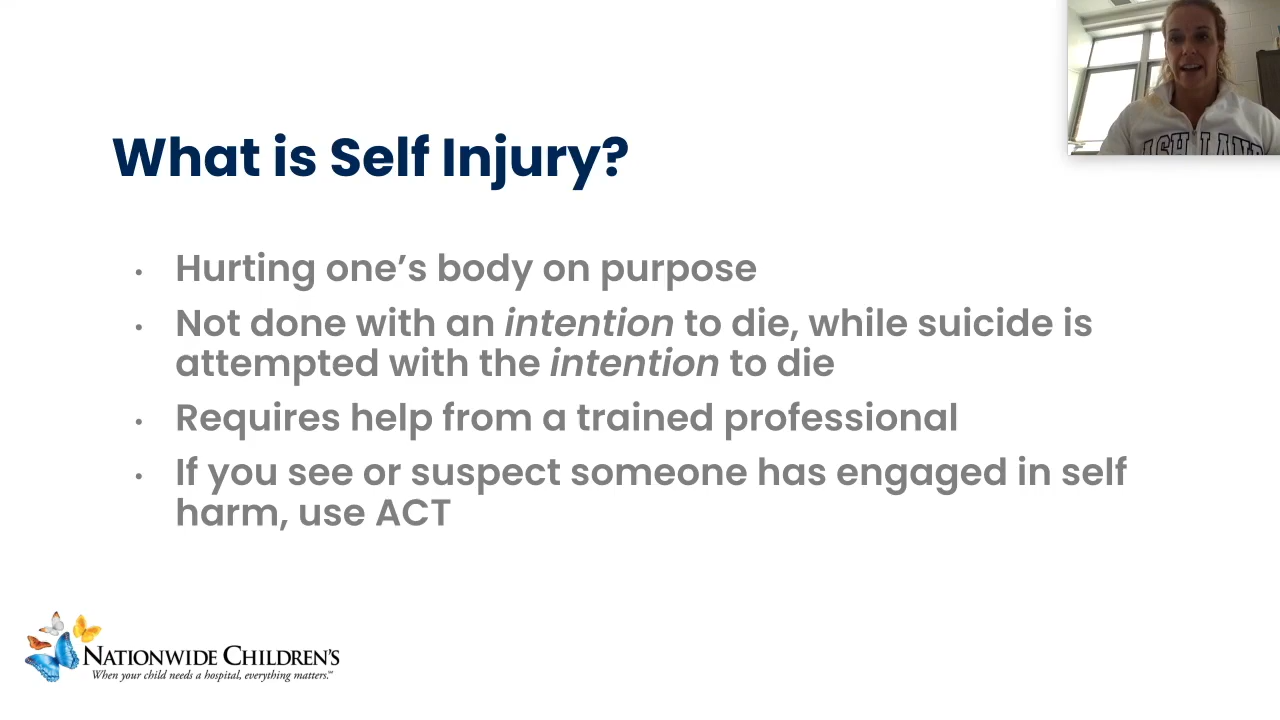 What is Self Injury?
• Hurting one’s body on purpose
• Not done with an intention to die, while suicide is
attempted with the intention to die
• Requires help from a trained professional
• If you see or suspect someone has engaged in self
harm, use ACT
NATIONWIDE CHILDREN'S
When your child needs a hospital, everything matters.℠